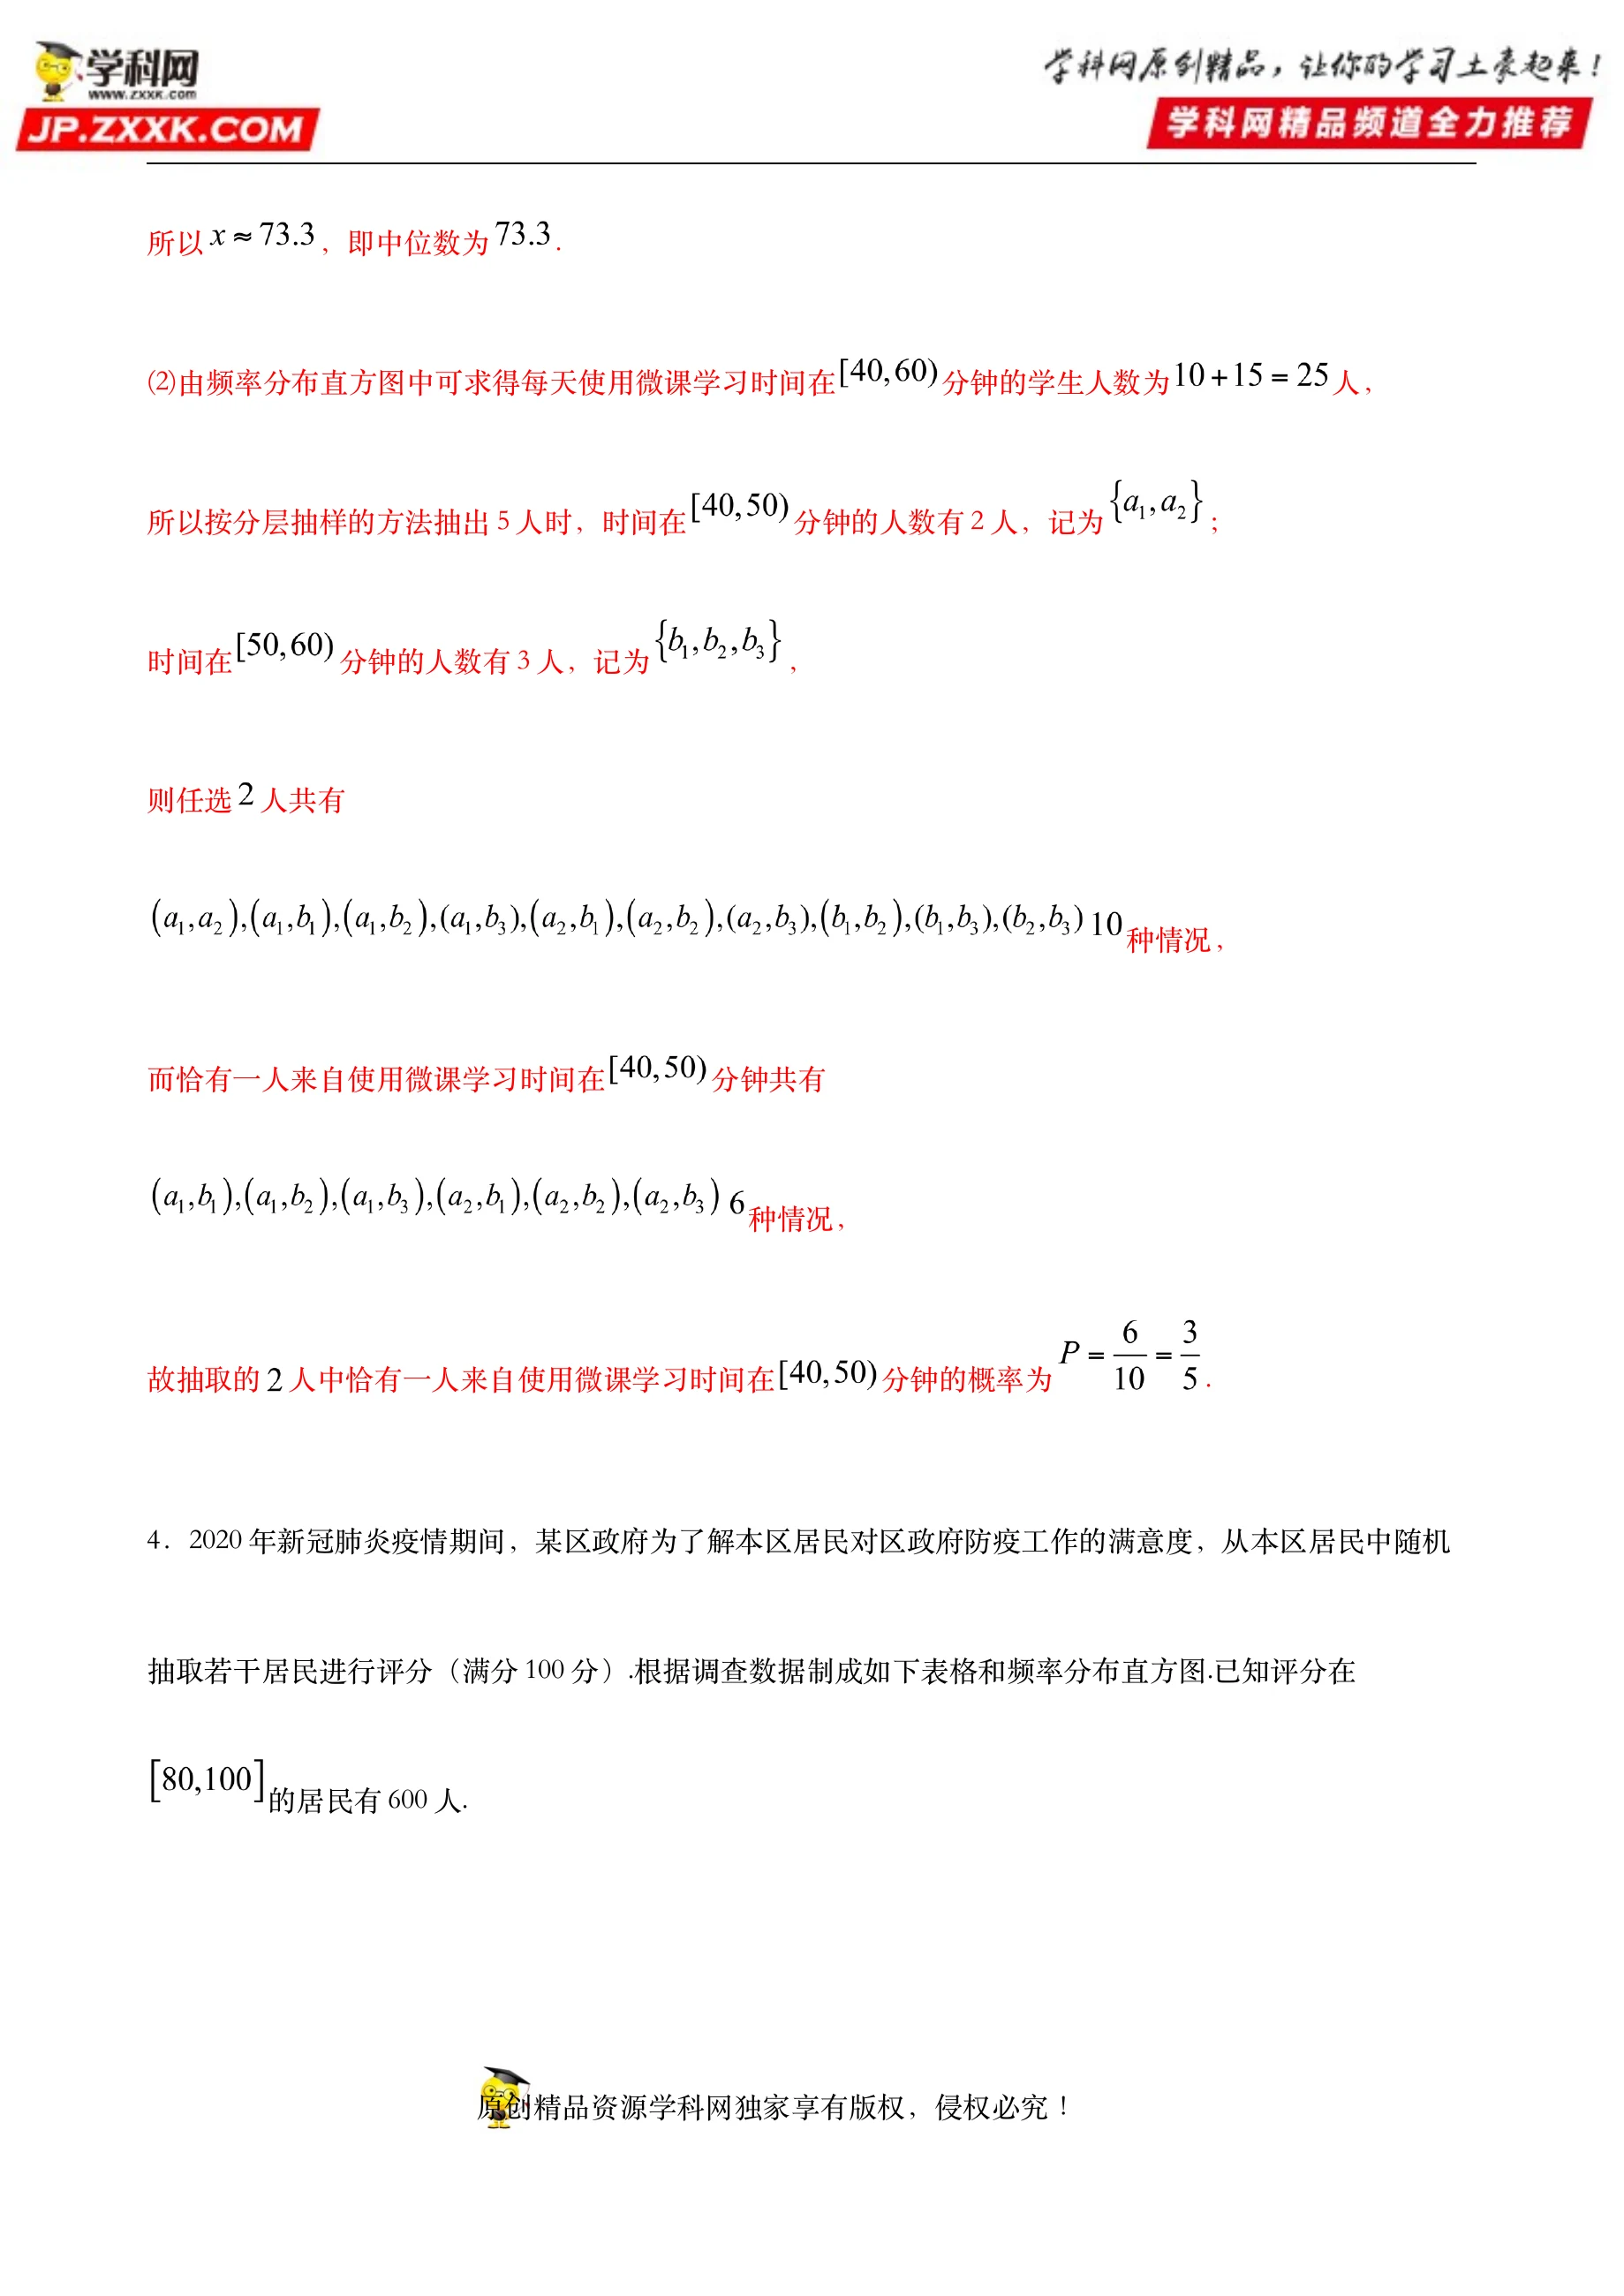 学科网
www.zxxk.com
JP.ZXXK.COM
学科网原创精品，让你的学习土豪起来！
学科网精品频道全力推荐
所以 x ≈ 73.3，即中位数为 73.3.
⑵由频率分布直方图中可求得每天使用微课学习时间在[40,60)分钟的学生人数为10+15=25人，
所以按分层抽样的方法抽出 5 人时，时间在[40,50)分钟的人数有 2 人，记为{a₁,a₂}；
时间在[50,60)分钟的人数有 3 人，记为{b₁,b₂,b₃}，
则任选 2 人共有
(a₁,a₂),(a₁,b₁),(a₁,b₂),(a₁,b₃),(a₂,b₁),(a₂,b₂),(a₂,b₃),(b₁,b₂),(b₁,b₃),(b₂,b₃) 10种情况，
而恰有一人来自使用微课学习时间在[40,50)分钟共有
(a₁,b₁),(a₁,b₂),(a₁,b₃),(a₂,b₁),(a₂,b₂),(a₂,b₃) 6种情况，
故抽取的 2 人中恰有一人来自使用微课学习时间在[40,50)分钟的概率为 P = 6/10 = 3/5.
4．2020 年新冠肺炎疫情期间，某区政府为了解本区居民对区政府防疫工作的满意度，从本区居民中随机
抽取若干居民进行评分（满分 100 分）.根据调查数据制成如下表格和频率分布直方图.已知评分在
[80,100]的居民有 600 人.
原创精品资源学科网独家享有版权，侵权必究！